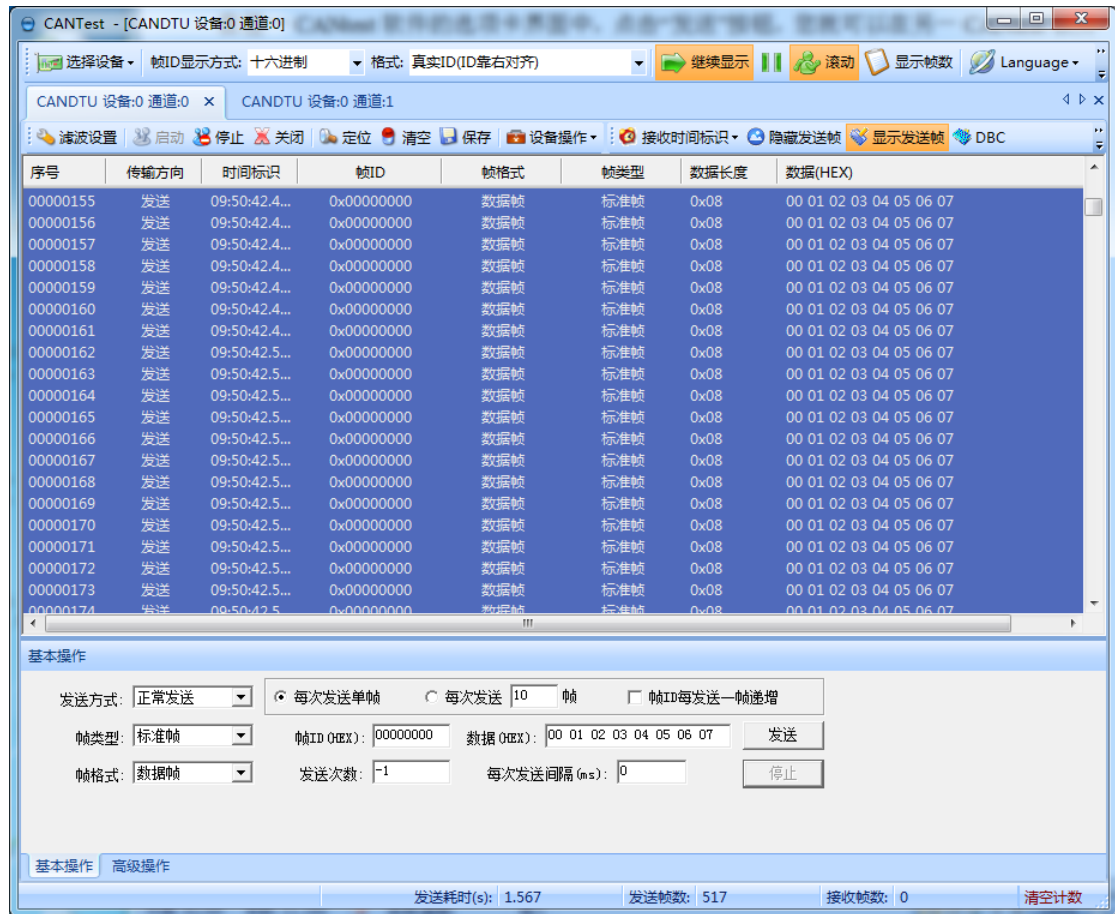 CANTest - [CANDTU 设备:0 通道:0]
选择设备 帧ID显示方式: 十六进制 格式: 真实ID(ID靠右对齐) 继续显示 滚动 显示帧数 Language
CANDTU 设备:0 通道:0 × CANDTU 设备:0 通道:1
滤波设置 启动 停止 关闭 定位 清空 保存 设备操作 接收时间标识 隐藏发送帧 显示发送帧 DBC
序号 传输方向 时间标识 帧ID 帧格式 帧类型 数据长度 数据(HEX)
00000155 发送 09:50:42.4... 0x00000000 数据帧 标准帧 0x08 00 01 02 03 04 05 06 07
00000156 发送 09:50:42.4... 0x00000000 数据帧 标准帧 0x08 00 01 02 03 04 05 06 07
00000157 发送 09:50:42.4... 0x00000000 数据帧 标准帧 0x08 00 01 02 03 04 05 06 07
00000158 发送 09:50:42.4... 0x00000000 数据帧 标准帧 0x08 00 01 02 03 04 05 06 07
00000159 发送 09:50:42.4... 0x00000000 数据帧 标准帧 0x08 00 01 02 03 04 05 06 07
00000160 发送 09:50:42.4... 0x00000000 数据帧 标准帧 0x08 00 01 02 03 04 05 06 07
00000161 发送 09:50:42.4... 0x00000000 数据帧 标准帧 0x08 00 01 02 03 04 05 06 07
00000162 发送 09:50:42.5... 0x00000000 数据帧 标准帧 0x08 00 01 02 03 04 05 06 07
00000163 发送 09:50:42.5... 0x00000000 数据帧 标准帧 0x08 00 01 02 03 04 05 06 07
00000164 发送 09:50:42.5... 0x00000000 数据帧 标准帧 0x08 00 01 02 03 04 05 06 07
00000165 发送 09:50:42.5... 0x00000000 数据帧 标准帧 0x08 00 01 02 03 04 05 06 07
00000166 发送 09:50:42.5... 0x00000000 数据帧 标准帧 0x08 00 01 02 03 04 05 06 07
00000167 发送 09:50:42.5... 0x00000000 数据帧 标准帧 0x08 00 01 02 03 04 05 06 07
00000168 发送 09:50:42.5... 0x00000000 数据帧 标准帧 0x08 00 01 02 03 04 05 06 07
00000169 发送 09:50:42.5... 0x00000000 数据帧 标准帧 0x08 00 01 02 03 04 05 06 07
00000170 发送 09:50:42.5... 0x00000000 数据帧 标准帧 0x08 00 01 02 03 04 05 06 07
00000171 发送 09:50:42.5... 0x00000000 数据帧 标准帧 0x08 00 01 02 03 04 05 06 07
00000172 发送 09:50:42.5... 0x00000000 数据帧 标准帧 0x08 00 01 02 03 04 05 06 07
00000173 发送 09:50:42.5... 0x00000000 数据帧 标准帧 0x08 00 01 02 03 04 05 06 07
00000174 发送 09:50:42.5... 0x00000000 数据帧 标准帧 0x08 00 01 02 03 04 05 06 07
基本操作
发送方式: 正常发送 每次发送单帧 每次发送 10 帧 帧ID每发送一帧递增
帧类型: 标准帧 帧ID(HEX): 00000000 数据(HEX): 00 01 02 03 04 05 06 07 发送
帧格式: 数据帧 发送次数: -1 每次发送间隔(ms): 0 停止
基本操作 高级操作
发送耗时(s): 1.567 发送帧数: 517 接收帧数: 0 清空计数